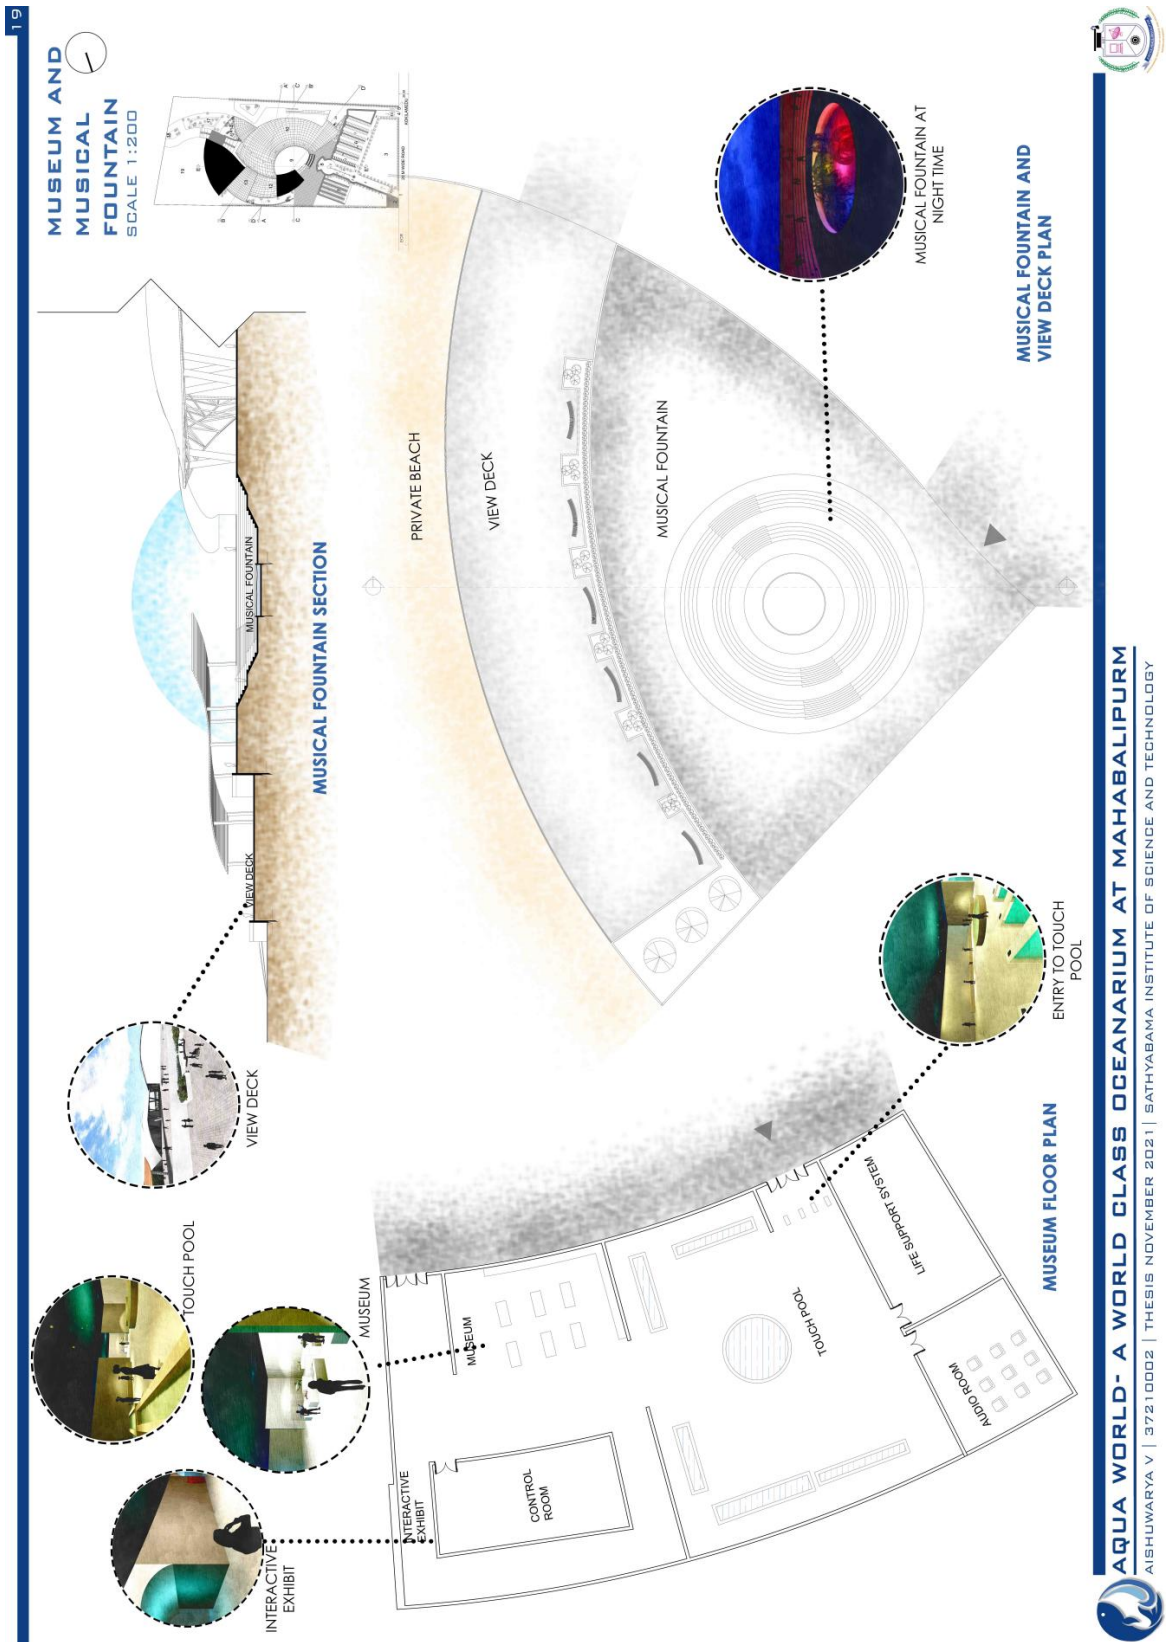 19
MUSEUM AND
MUSICAL
FOUNTAIN
SCALE 1:200
MUSICAL FOUNTAIN
VIEW DECK
MUSICAL FOUNTAIN SECTION
VIEW DECK
TOUCH POOL
MUSEUM
INTERACTIVE
EXHIBIT
PRIVATE BEACH
VIEW DECK
MUSICAL FOUNTAIN
MUSICAL FOUNTAIN AT
NIGHT TIME
MUSICAL FOUNTAIN AND
VIEW DECK PLAN
INTERACTIVE
EXHIBIT
CONTROL
ROOM
MUSEUM
TOUCH POOL
LIFE SUPPORT SYSTEM
AUDIO ROOM
ENTRY TO TOUCH
POOL
MUSEUM FLOOR PLAN
AQUA WORLD- A WORLD CLASS OCEANARIUM AT MAHABALIPURM
AISHUWARYA V | 37210002 | THESIS NOVEMBER 2021| SATHYABAMA INSTITUTE OF SCIENCE AND TECHNOLOGY